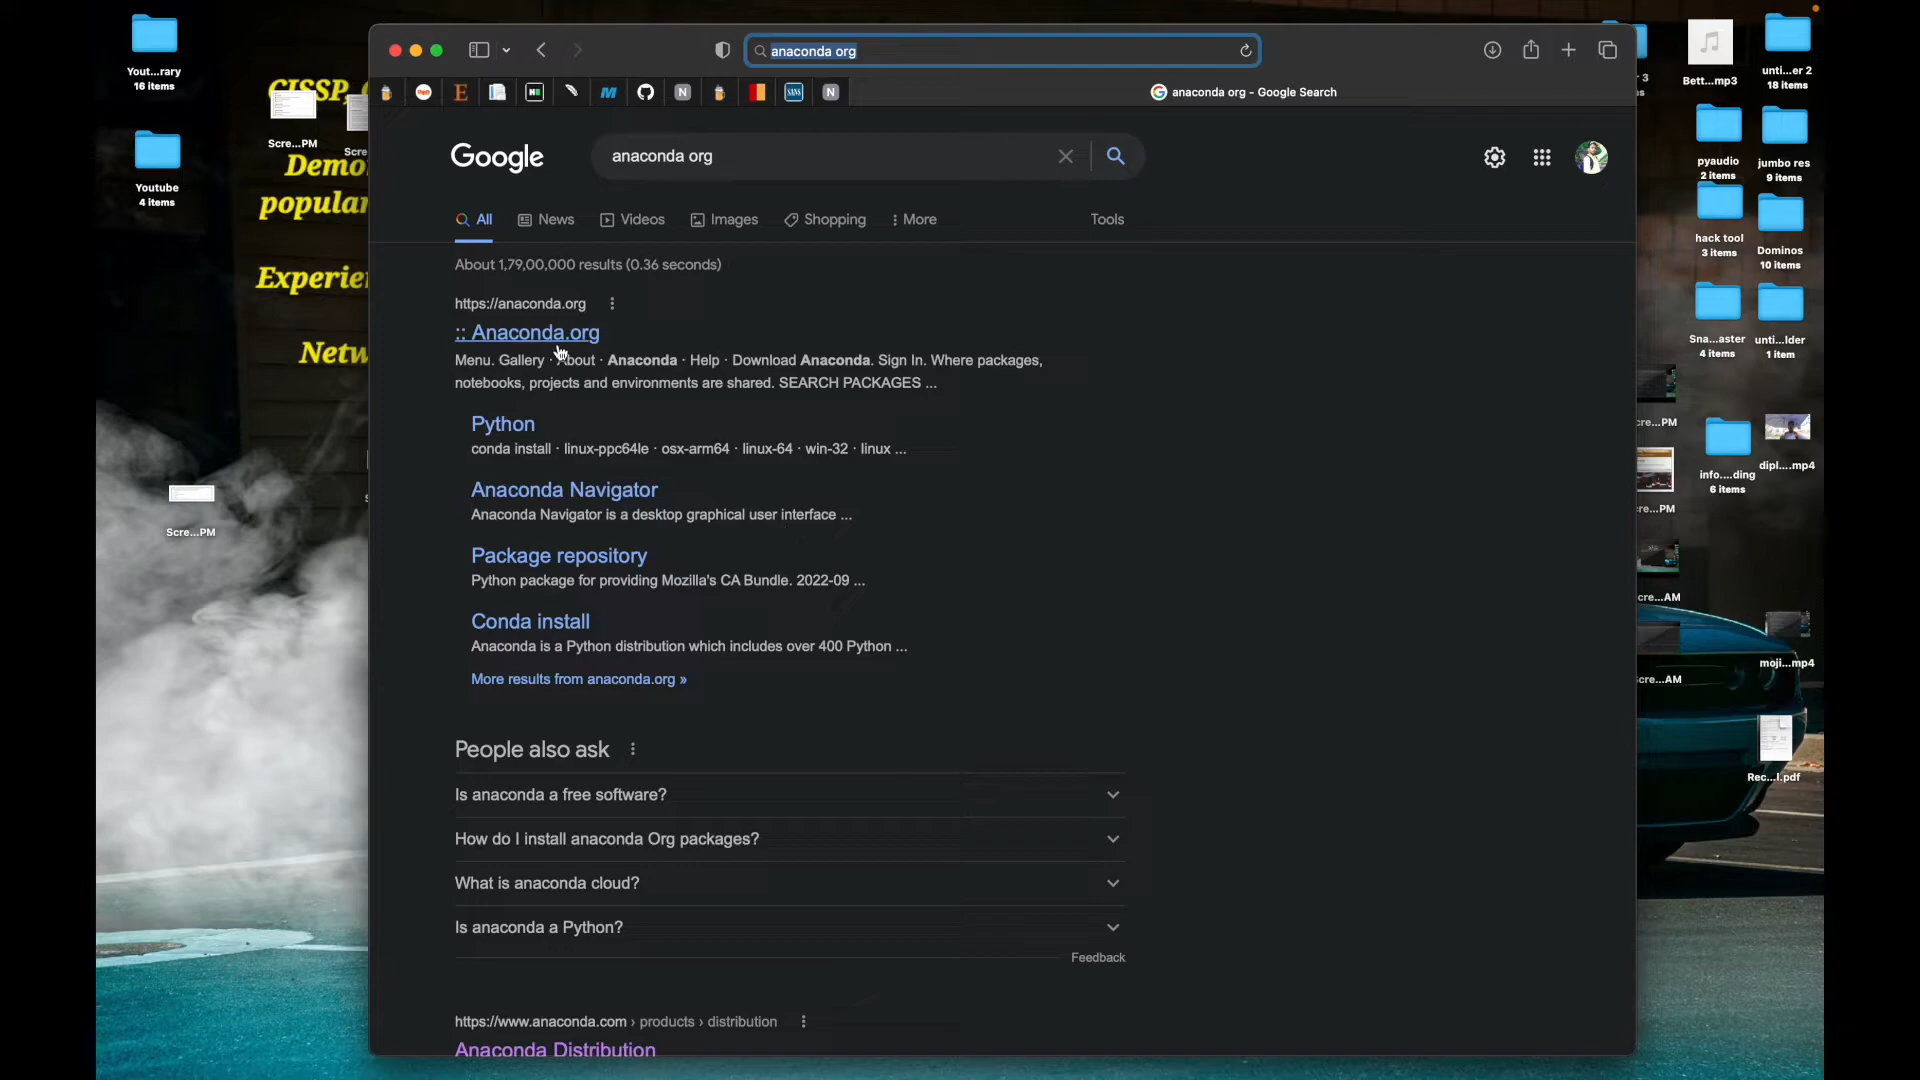 Yout...rary
16 items
Youtube
4 items
Scre...PM
Scre...PM
CISSP,
Scre
Demo
popular
Experie
Netw
anaconda org
anaconda org - Google Search
Google
anaconda org
All
News
Videos
Images
Shopping
More
Tools
About 1,79,00,000 results (0.36 seconds)
https://anaconda.org
:: Anaconda.org
Menu. Gallery · About · Anaconda · Help · Download Anaconda. Sign In. Where packages,
notebooks, projects and environments are shared. SEARCH PACKAGES ...
Python
conda install · linux-ppc64le · osx-arm64 · linux-64 · win-32 · linux ...
Anaconda Navigator
Anaconda Navigator is a desktop graphical user interface ...
Package repository
Python package for providing Mozilla's CA Bundle. 2022-09 ...
Conda install
Anaconda is a Python distribution which includes over 400 Python ...
More results from anaconda.org »
People also ask
Is anaconda a free software?
How do I install anaconda Org packages?
What is anaconda cloud?
Is anaconda a Python?
Feedback
https://www.anaconda.com › products › distribution
Anaconda Distribution
Bett...mp3
unti...er 2
18 items
pyaudio
2 items
jumbo res
9 items
hack tool
3 items
Dominos
10 items
Sna...aster
4 items
unti...lder
1 item
cre...PM
info....ding
6 items
dipl....mp4
re...PM
cre...AM
moji...mp4
cre...AM
Rec...l.pdf